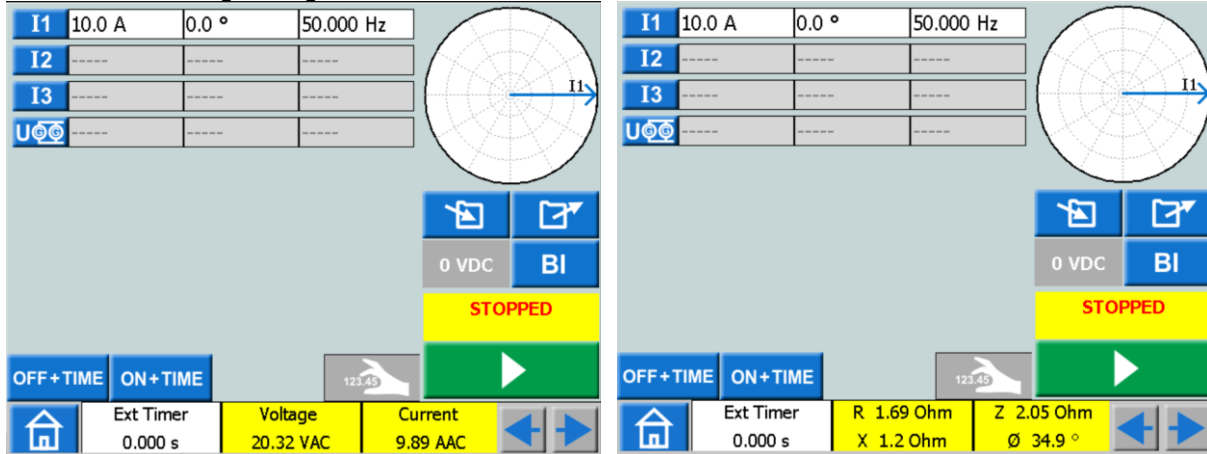 I1 10.0 A 0.0 ° 50.000 Hz
I2 ----- ----- -----
I3 ----- ----- -----
U ----- ----- -----
I1
0 VDC BI
STOPPED
OFF+TIME ON+TIME 123.45
Ext Timer Voltage Current
0.000 s 20.32 VAC 9.89 AAC
I1 10.0 A 0.0 ° 50.000 Hz
I2 ----- ----- -----
I3 ----- ----- -----
U ----- ----- -----
I1
0 VDC BI
STOPPED
OFF+TIME ON+TIME 123.45
Ext Timer R 1.69 Ohm Z 2.05 Ohm
0.000 s X 1.2 Ohm Ø 34.9 °